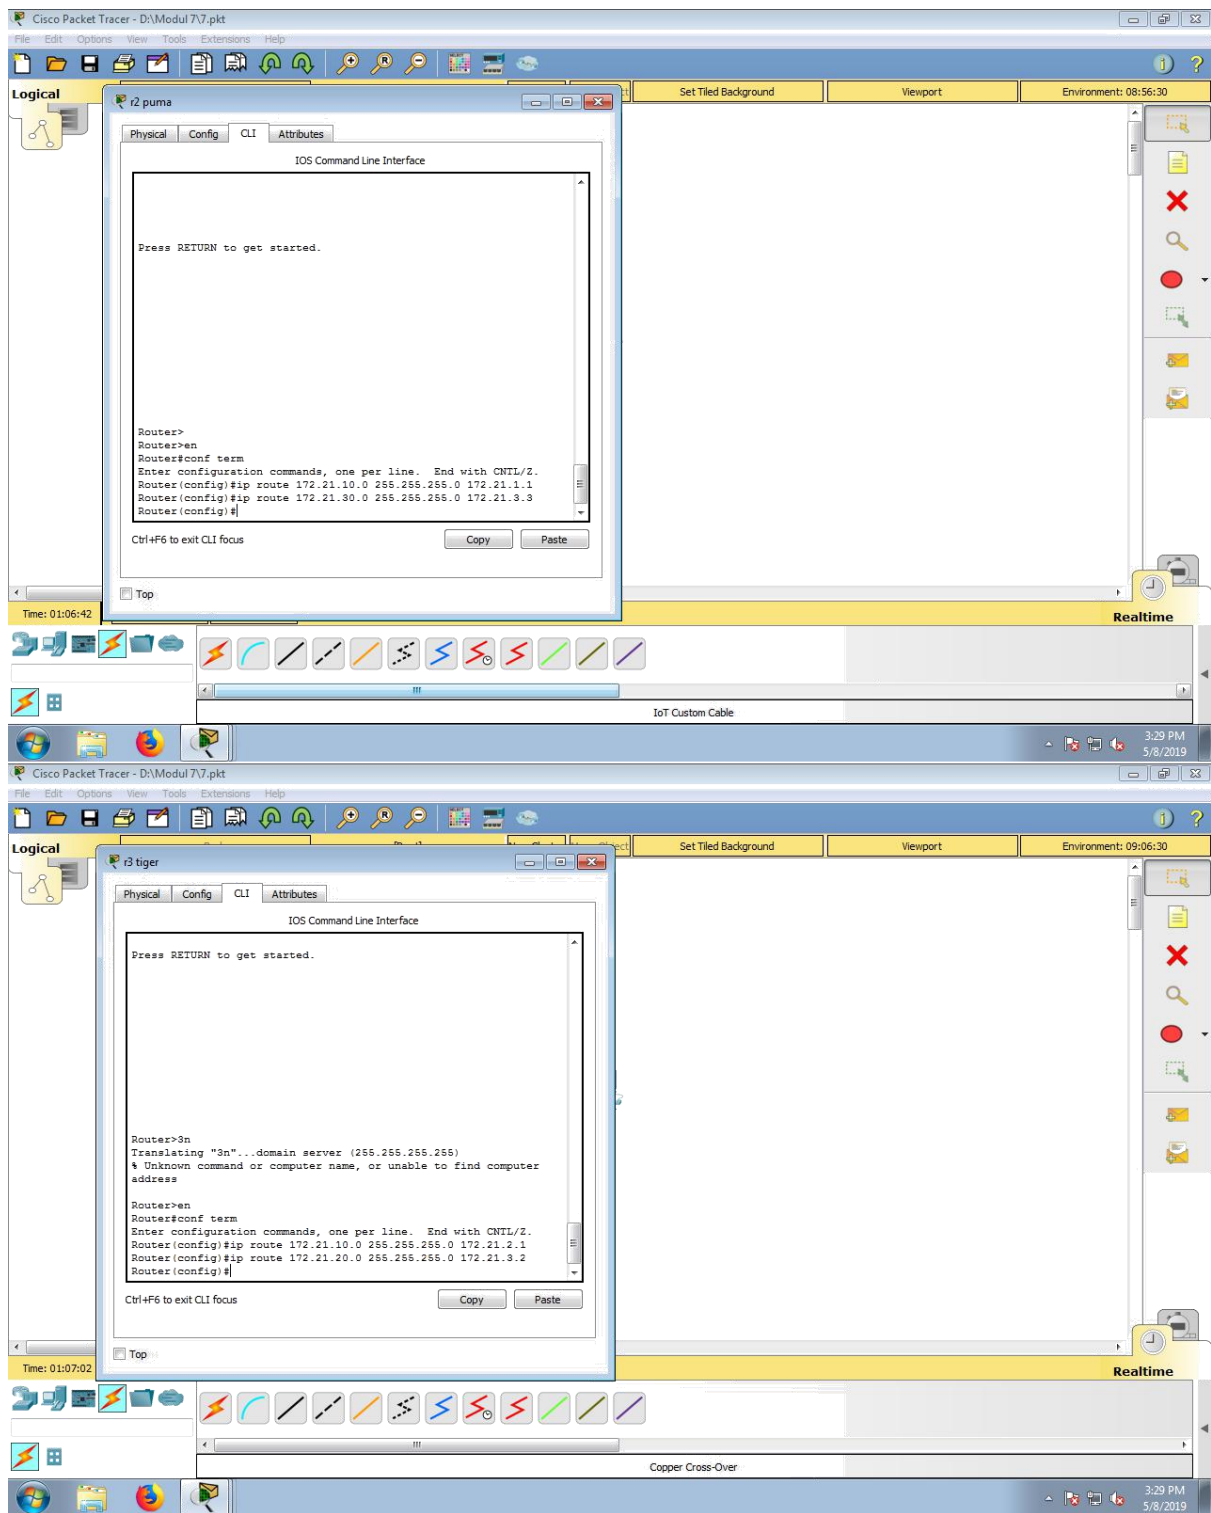 Cisco Packet Tracer - D:\Modul 7\7.pkt
File Edit Options View Tools Extensions Help
Logical
Set Tiled Background
Viewport
Environment: 08:56:30
r2 puma
Physical Config CLI Attributes
IOS Command Line Interface
Press RETURN to get started.
Router>
Router>en
Router#conf term
Enter configuration commands, one per line.  End with CNTL/Z.
Router(config)#ip route 172.21.10.0 255.255.255.0 172.21.1.1
Router(config)#ip route 172.21.30.0 255.255.255.0 172.21.3.3
Router(config)#
Ctrl+F6 to exit CLI focus
Copy
Paste
Top
Time: 01:06:42
Realtime
IoT Custom Cable
3:29 PM
5/8/2019
Cisco Packet Tracer - D:\Modul 7\7.pkt
File Edit Options View Tools Extensions Help
Logical
Set Tiled Background
Viewport
Environment: 09:06:30
r3 tiger
Physical Config CLI Attributes
IOS Command Line Interface
Press RETURN to get started.
Router>3n
Translating "3n"...domain server (255.255.255.255)
% Unknown command or computer name, or unable to find computer
address
Router>en
Router#conf term
Enter configuration commands, one per line.  End with CNTL/Z.
Router(config)#ip route 172.21.10.0 255.255.255.0 172.21.2.1
Router(config)#ip route 172.21.20.0 255.255.255.0 172.21.3.2
Router(config)#
Ctrl+F6 to exit CLI focus
Copy
Paste
Top
Time: 01:07:02
Realtime
Copper Cross-Over
3:29 PM
5/8/2019